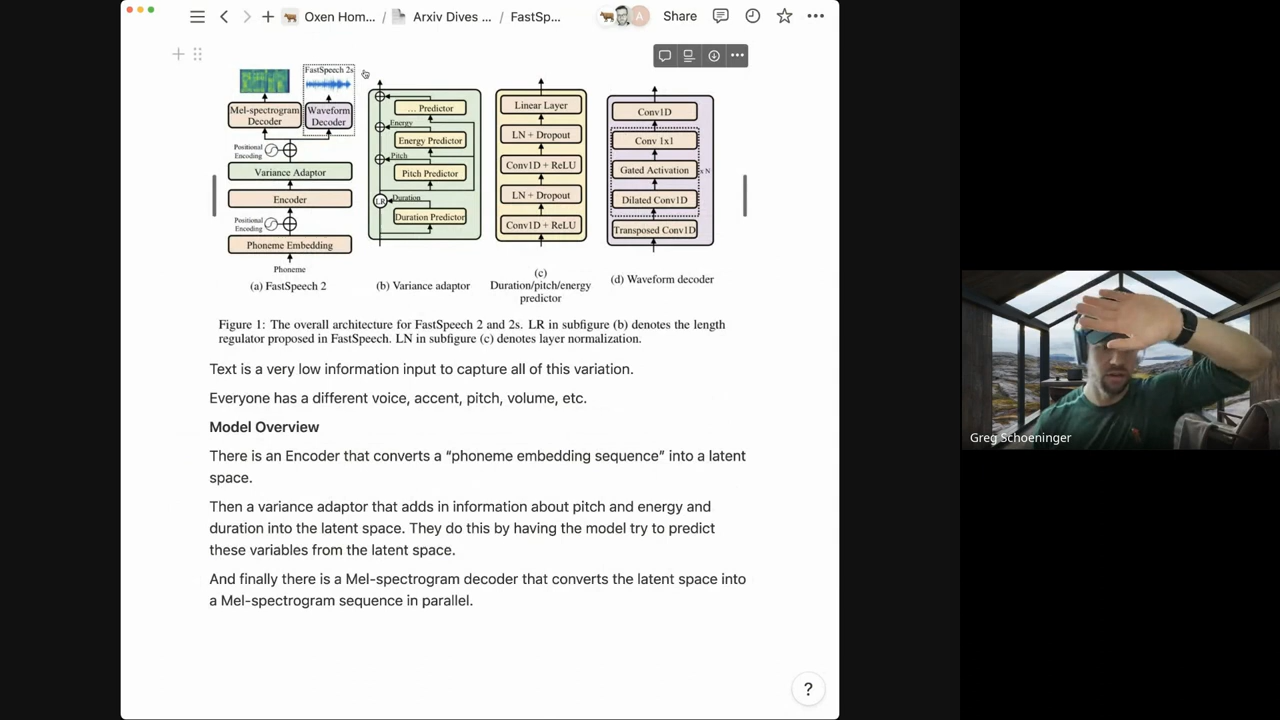 Oxen Hom... / Arxiv Dives ... / FastSp...
Share
A
FastSpeech 2s
Mel-spectrogram Decoder
Waveform Decoder
Positional Encoding
Variance Adaptor
Encoder
Positional Encoding
Phoneme Embedding
Phoneme
(a) FastSpeech 2
... Predictor
Energy
Energy Predictor
Pitch
Pitch Predictor
LR
Duration
Duration Predictor
(b) Variance adaptor
Linear Layer
LN + Dropout
Conv1D + ReLU
LN + Dropout
Conv1D + ReLU
(c)
Duration/pitch/energy
predictor
Conv1D
Conv 1x1
Gated Activation
x N
Dilated Conv1D
Transposed Conv1D
(d) Waveform decoder
Figure 1: The overall architecture for FastSpeech 2 and 2s. LR in subfigure (b) denotes the length
regulator proposed in FastSpeech. LN in subfigure (c) denotes layer normalization.
Text is a very low information input to capture all of this variation.
Everyone has a different voice, accent, pitch, volume, etc.
Model Overview
There is an Encoder that converts a “phoneme embedding sequence” into a latent
space.
Then a variance adaptor that adds in information about pitch and energy and
duration into the latent space. They do this by having the model try to predict
these variables from the latent space.
And finally there is a Mel-spectrogram decoder that converts the latent space into
a Mel-spectrogram sequence in parallel.
?
Greg Schoeninger